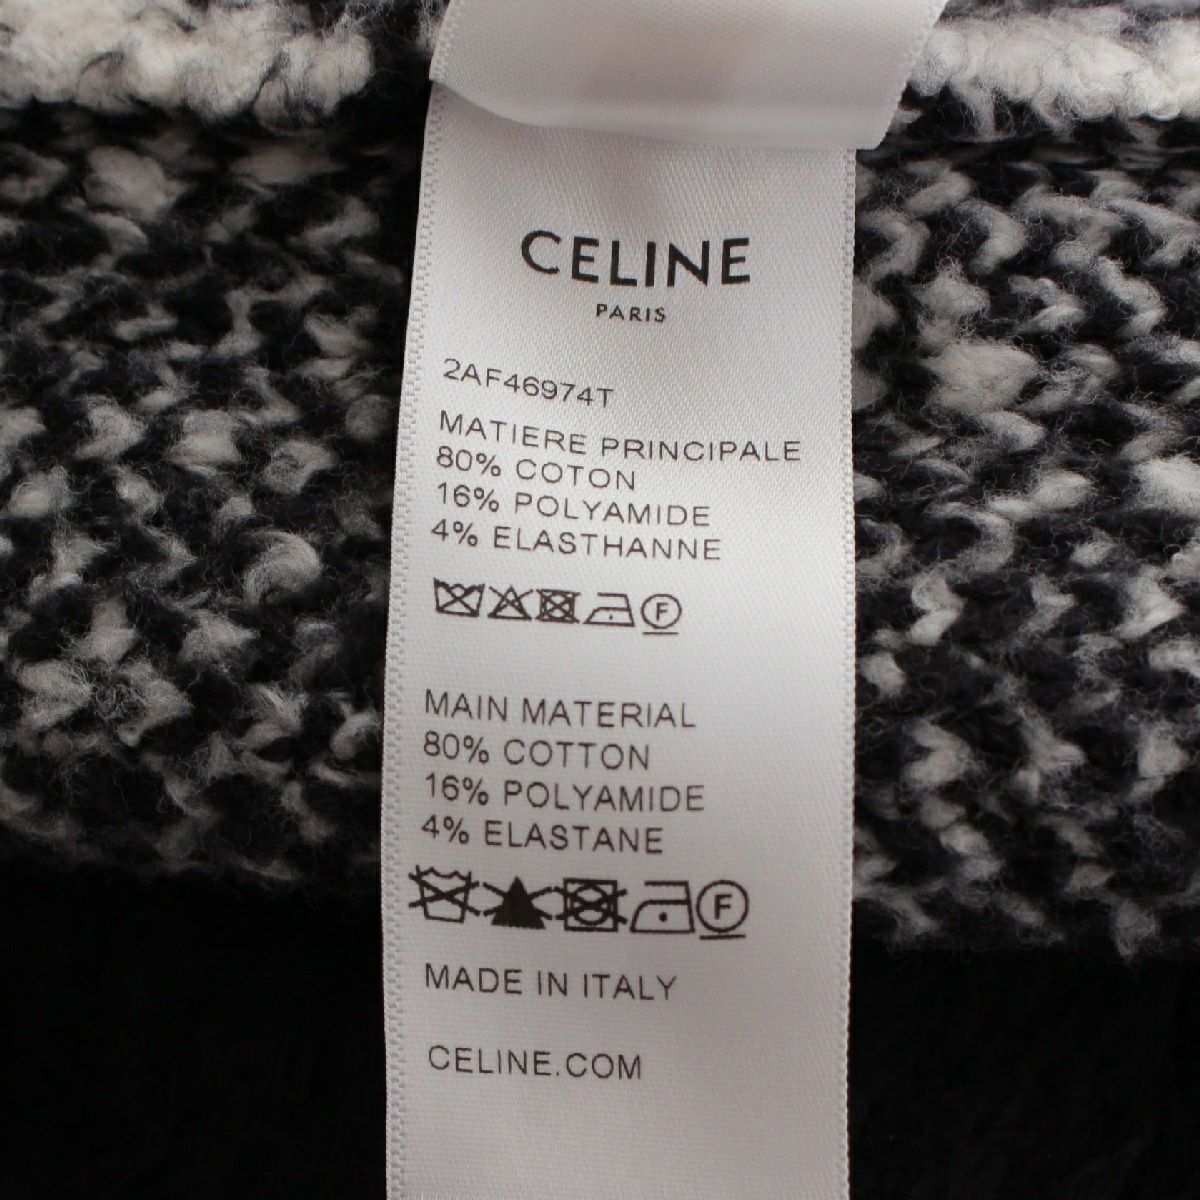 CELINE
PARIS
2AF46974T
MATIERE PRINCIPALE
80% COTON
16% POLYAMIDE
4% ELASTHANNE
F
MAIN MATERIAL
80% COTTON
16% POLYAMIDE
4% ELASTANE
F
MADE IN ITALY
CELINE.COM